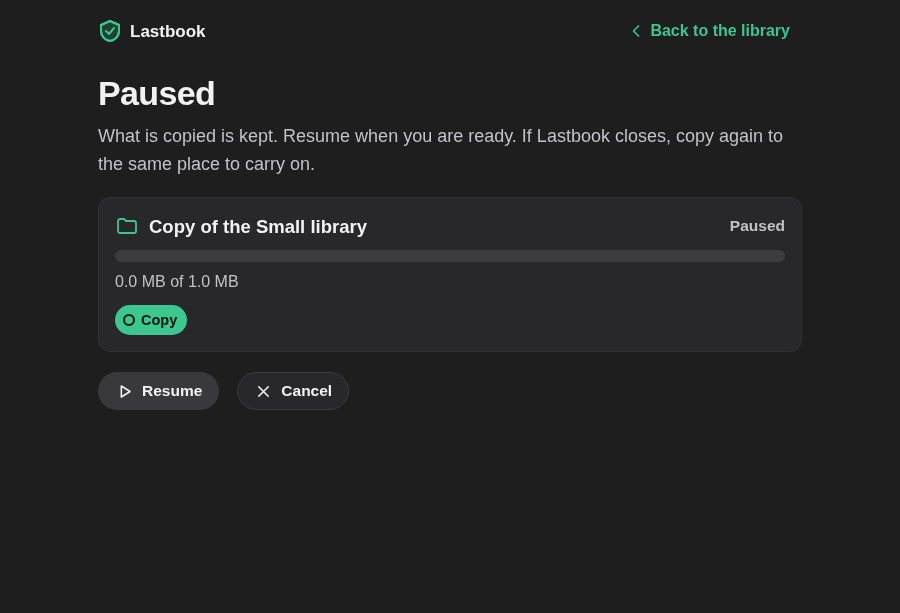 Lastbook
Back to the library
Paused
What is copied is kept. Resume when you are ready. If Lastbook closes, copy again to
the same place to carry on.
Copy of the Small library
Paused
0.0 MB of 1.0 MB
Copy
Resume
Cancel